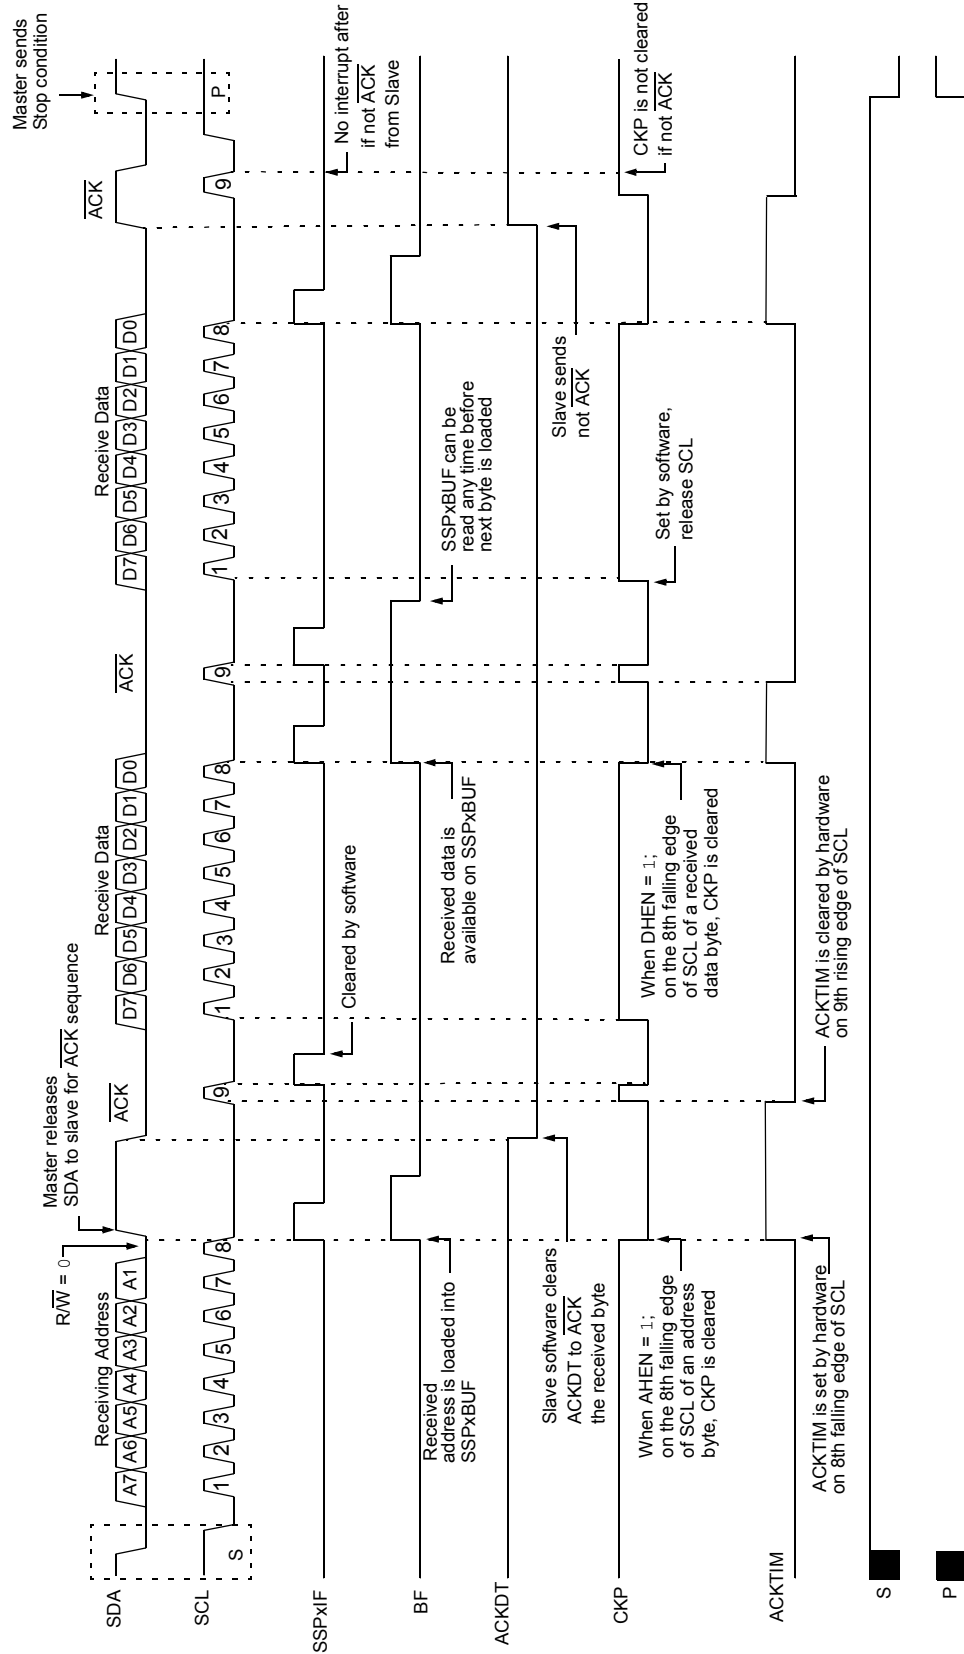 Master sends
Stop condition
Master releases
SDA to slave for ACK sequence
R/W = 0
Receiving Address
ACK
Receive Data
ACK
Receive Data
ACK
SDA
A7 A6 A5 A4 A3 A2 A1
D7 D6 D5 D4 D3 D2 D1 D0
D7 D6 D5 D4 D3 D2 D1 D0
SCL
S
1 2 3 4 5 6 7 8 9
1 2 3 4 5 6 7 8 9
1 2 3 4 5 6 7 8 9
P
SSPxIF
Cleared by software
No interrupt after
if not ACK
from Slave
BF
Received
address is loaded into
SSPxBUF
Received data is
available on SSPxBUF
SSPxBUF can be
read any time before
next byte is loaded
ACKDT
Slave software clears
ACKDT to ACK
the received byte
Slave sends
not ACK
CKP
When AHEN = 1;
on the 8th falling edge
of SCL of an address
byte, CKP is cleared
When DHEN = 1;
on the 8th falling edge
of SCL of a received
data byte, CKP is cleared
Set by software,
release SCL
CKP is not cleared
if not ACK
ACKTIM
ACKTIM is set by hardware
on 8th falling edge of SCL
ACKTIM is cleared by hardware
on 9th rising edge of SCL
S
P